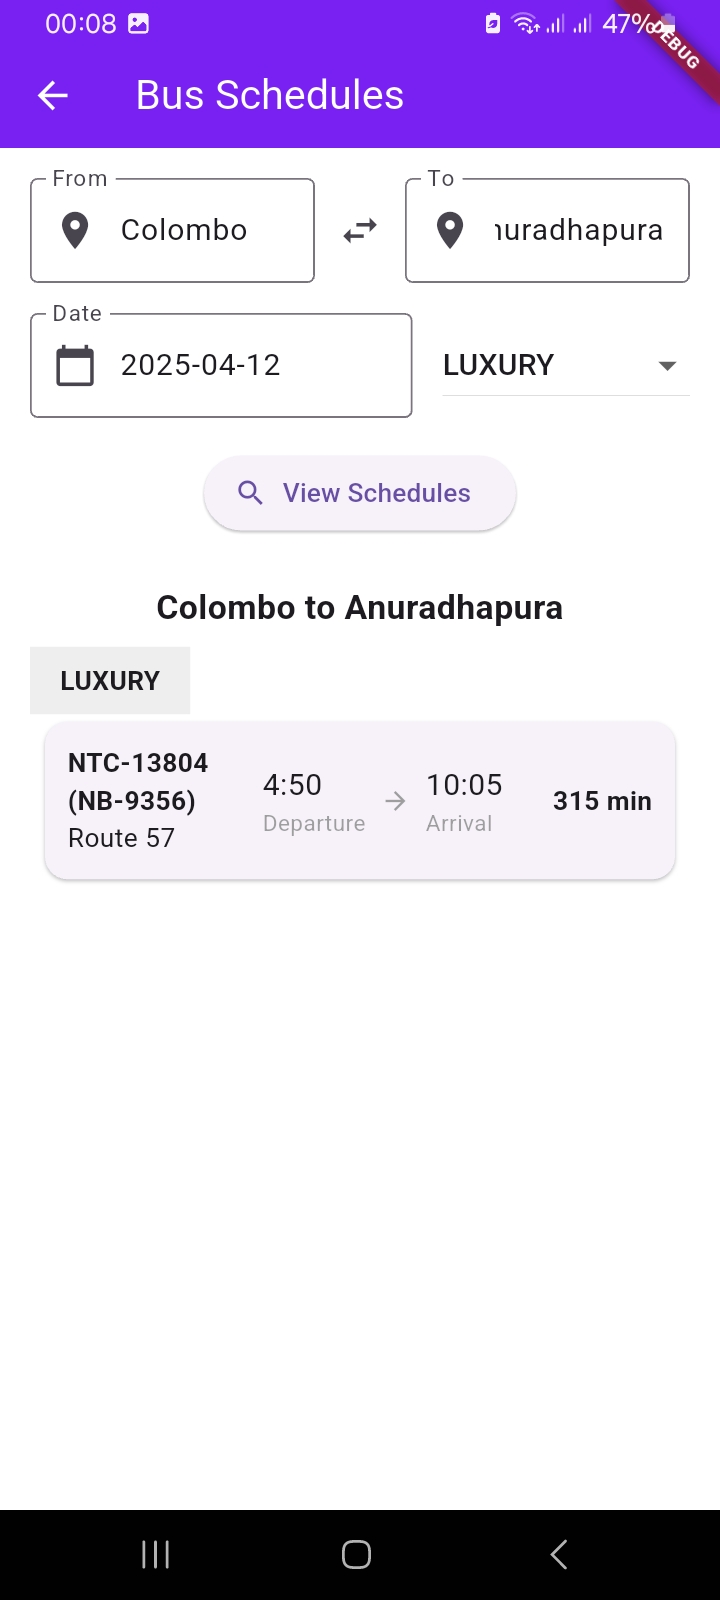 00:08
47%
DEBUG
Bus Schedules
From
To
Colombo
nuradhapura
Date
2025-04-12
LUXURY
View Schedules
Colombo to Anuradhapura
LUXURY
NTC-13804
(NB-9356)
Route 57
4:50
Departure
10:05
Arrival
315 min